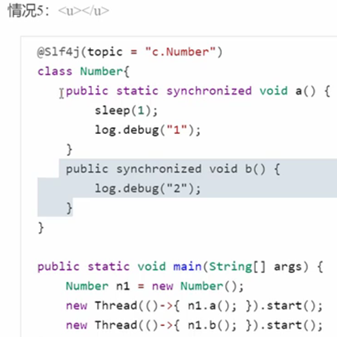 情况5：<u></u>
@Slf4j(topic = "c.Number")
class Number{
public static synchronized void a() {
sleep(1);
log.debug("1");
}
public synchronized void b() {
log.debug("2");
}
}
public static void main(String[] args) {
Number n1 = new Number();
new Thread(()->{ n1.a(); }).start();
new Thread(()->{ n1.b(); }).start();